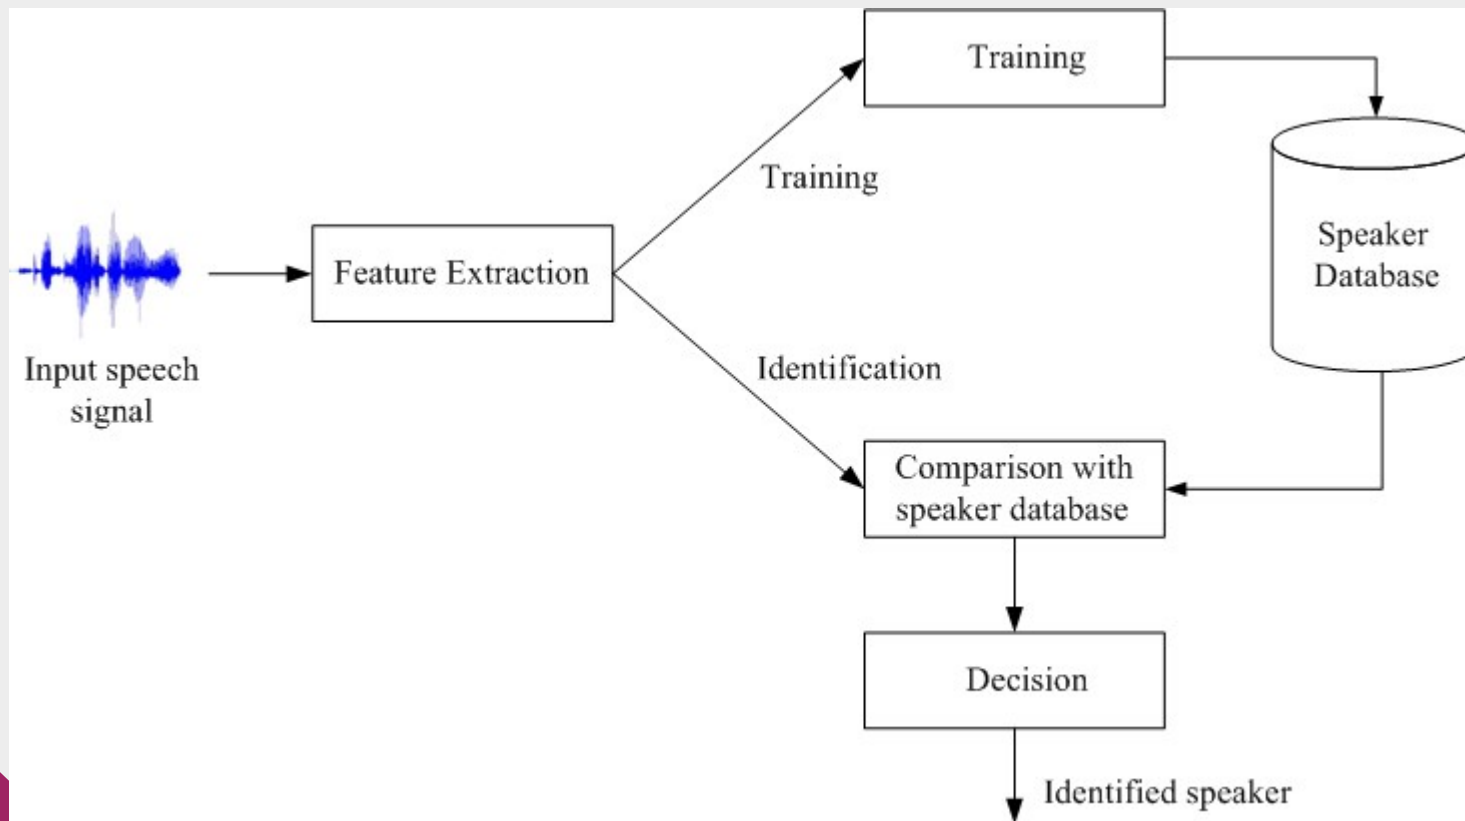 Training
Training
Speaker
Database
Feature Extraction
Input speech
signal
Identification
Comparison with
speaker database
Decision
Identified speaker